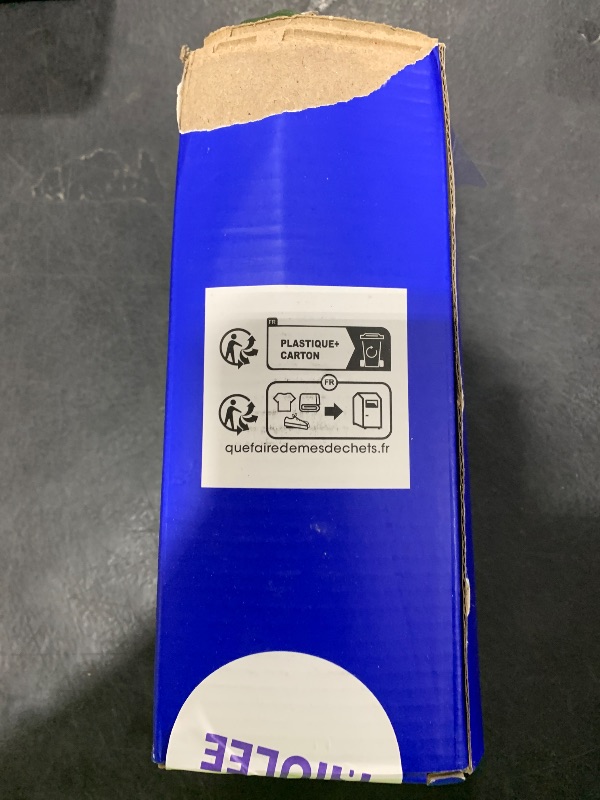 FR
PLASTIQUE+
CARTON
FR
quefairedemesdechets.fr